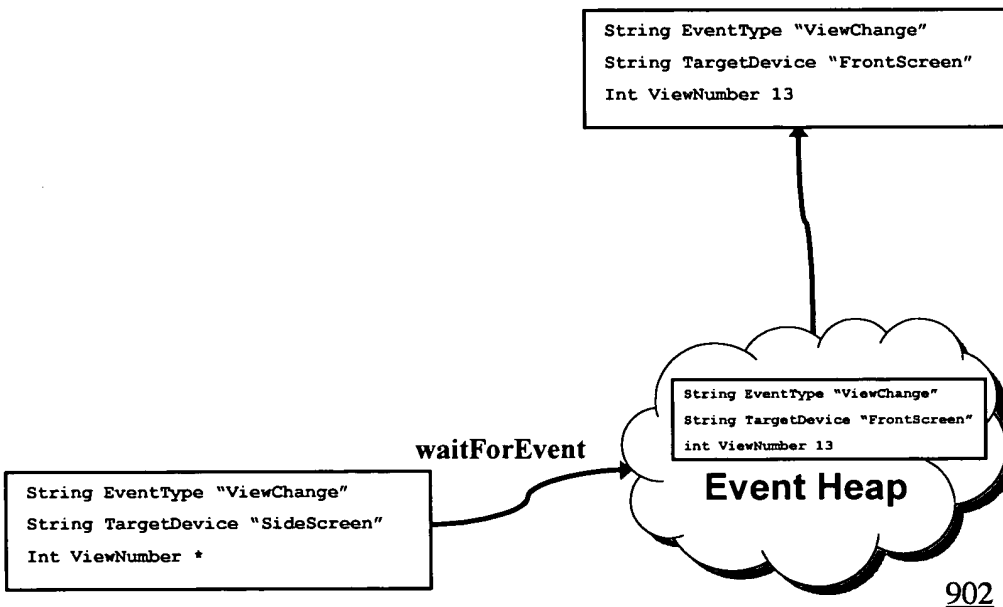 String EventType “ViewChange”
String TargetDevice “FrontScreen”
Int ViewNumber 13
String EventType “ViewChange”
String TargetDevice “FrontScreen”
int ViewNumber 13
Event Heap
waitForEvent
String EventType “ViewChange”
String TargetDevice “SideScreen”
Int ViewNumber *
902